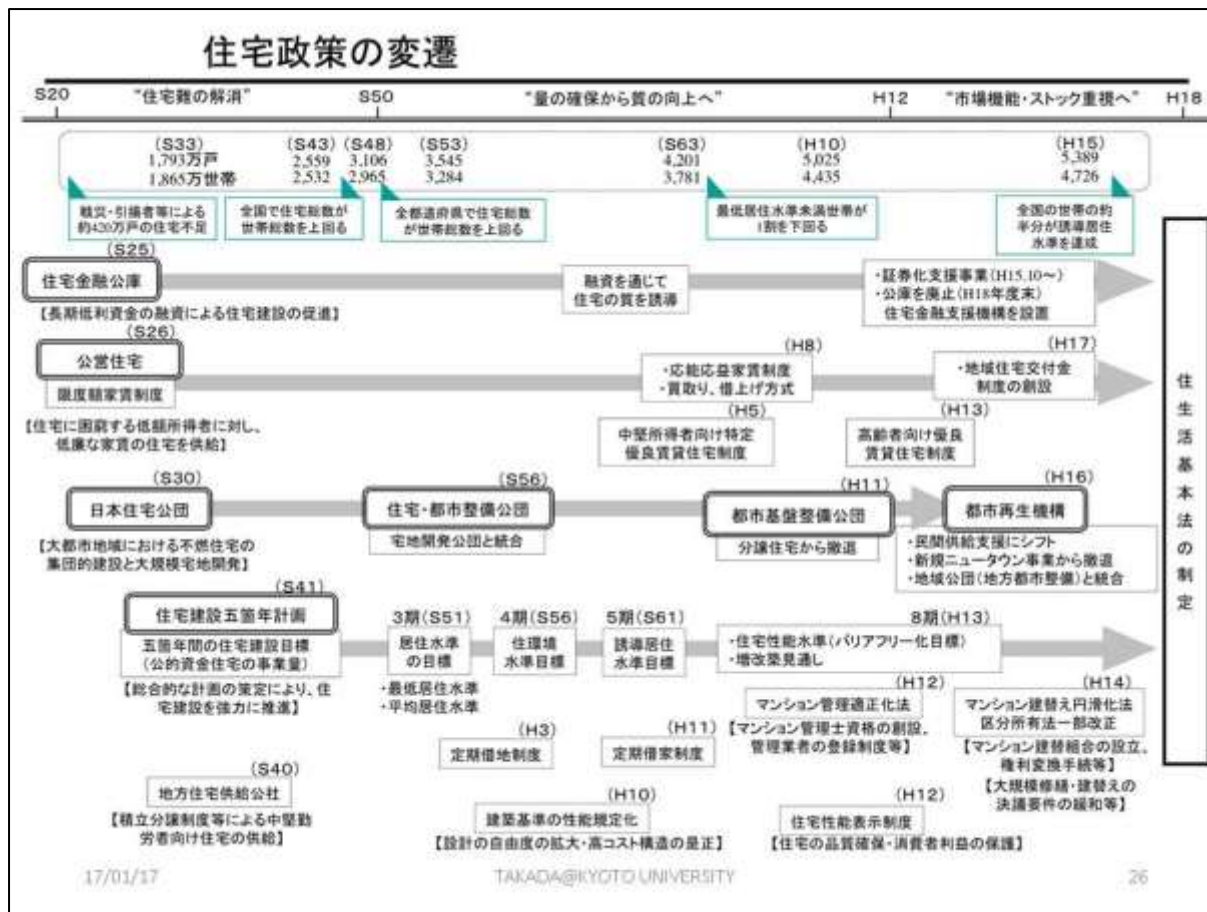 住宅政策の変遷
S20 “住宅難の解消” S50 “量の確保から質の向上へ” H12 “市場機能・ストック重視へ” H18
(S33) (S43) (S48) (S53) (S63) (H10) (H15)
1,793万戸 2,559 3,106 3,545 4,201 5,025 5,389
1,865万世帯 2,532 2,965 3,284 3,781 4,435 4,726
戦災・引揚者等による
約420万戸の住宅不足
全国で住宅総数が
世帯総数を上回る
全都道府県で住宅総数
が世帯総数を上回る
最低居住水準未満世帯が
1割を下回る
全国の世帯の約
半分が誘導居住
水準を達成
(S25)
住宅金融公庫
【長期低利資金の融資による住宅建設の促進】
融資を通じて
住宅の質を誘導
・証券化支援事業(H15.10～)
・公庫を廃止(H18年度末)
住宅金融支援機構を設置
(S26)
公営住宅
限度額家賃制度
【住宅に困窮する低額所得者に対し、
低廉な家賃の住宅を供給】
(H8)
・応能応益家賃制度
・買取り、借上げ方式
(H17)
・地域住宅交付金
制度の創設
(H5)
中堅所得者向け特定
優良賃貸住宅制度
(H13)
高齢者向け優良
賃貸住宅制度
(S30)
日本住宅公団
【大都市地域における不燃住宅の
集団的建設と大規模宅地開発】
(S56)
住宅・都市整備公団
宅地開発公団と統合
(H11)
都市基盤整備公団
分譲住宅から撤退
(H16)
都市再生機構
・民間供給支援にシフト
・新規ニュータウン事業から撤退
・地域公団(地方都市整備)と統合
(S41)
住宅建設五箇年計画
五箇年間の住宅建設目標
(公的資金住宅の事業量)
【総合的な計画の策定により、住
宅建設を強力に推進】
3期(S51)
居住水準
の目標
・最低居住水準
・平均居住水準
4期(S56)
住環境
水準目標
5期(S61)
誘導居住
水準目標
8期(H13)
・住宅性能水準(バリアフリー化目標)
・増改築見通し
(H12)
マンション管理適正化法
【マンション管理士資格の創設、
管理業者の登録制度等】
(H14)
マンション建替え円滑化法
区分所有法一部改正
【マンション建替組合の設立、
権利変換手続等】
【大規模修繕・建替えの
決議要件の緩和等】
(H3)
定期借地制度
(H11)
定期借家制度
(S40)
地方住宅供給公社
【積立分譲制度等による中堅勤
労者向け住宅の供給】
(H10)
建築基準の性能規定化
【設計の自由度の拡大・高コスト構造の是正】
(H12)
住宅性能表示制度
【住宅の品質確保・消費者利益の保護】
住生活基本法の制定
17/01/17 TAKADA@KYOTO UNIVERSITY 26